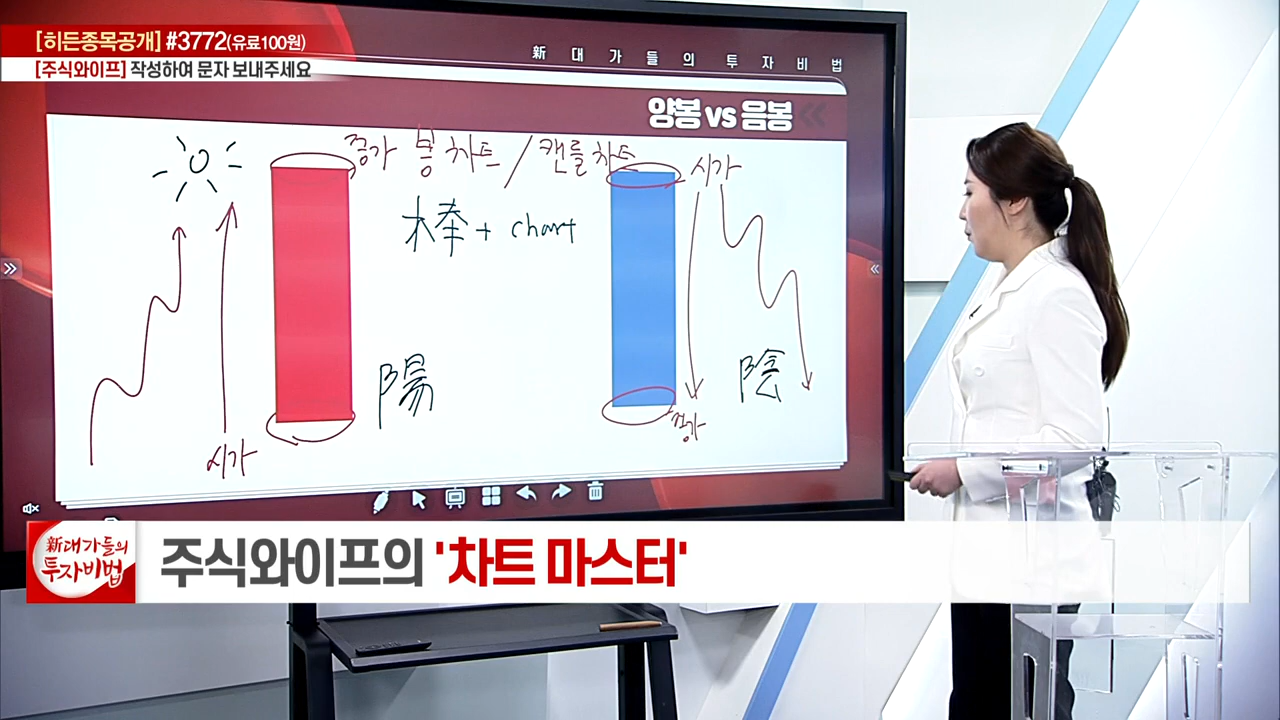 [히든종목공개] #3772(유료100원)
[주식와이프] 작성하여 문자 보내주세요
新대가들의투자비법
양봉 vs 음봉
종가 봉차트 / 캔들차트
시가
棒 + chart
陽
陰
시가
종가
新대가들의
투자비법
주식와이프의 '차트 마스터'